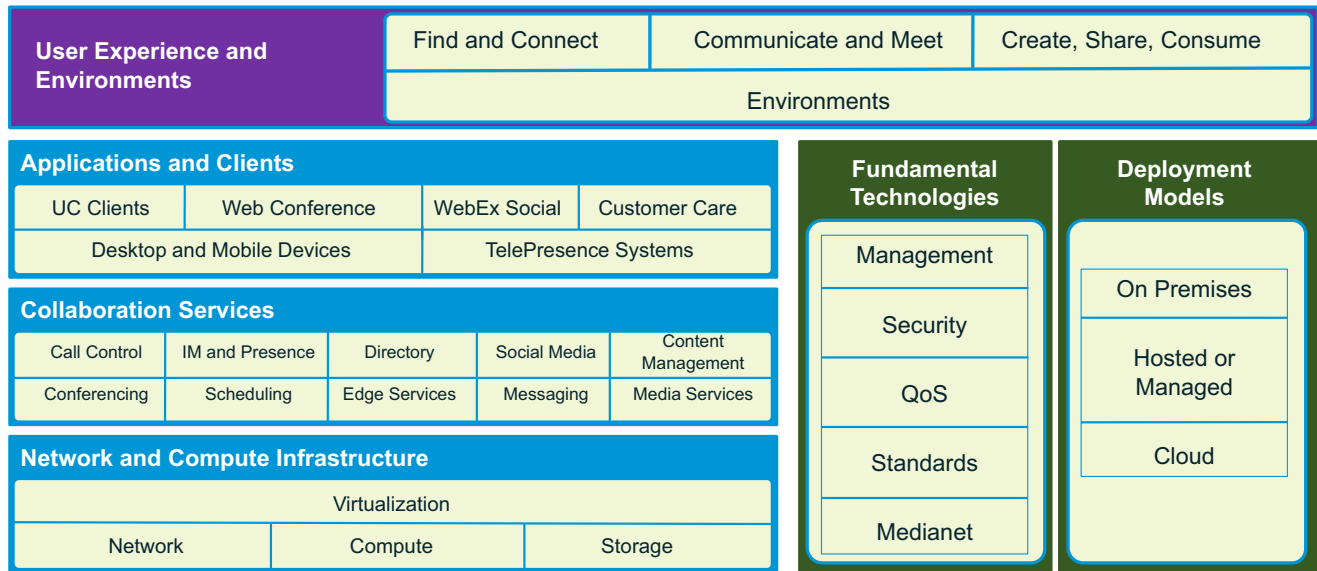 User Experience and
Environments
Find and Connect
Communicate and Meet
Create, Share, Consume
Environments
Applications and Clients
UC Clients
Web Conference
WebEx Social
Customer Care
Desktop and Mobile Devices
TelePresence Systems
Collaboration Services
Call Control
IM and Presence
Directory
Social Media
Content
Management
Conferencing
Scheduling
Edge Services
Messaging
Media Services
Network and Compute Infrastructure
Virtualization
Network
Compute
Storage
Fundamental
Technologies
Management
Security
QoS
Standards
Medianet
Deployment
Models
On Premises
Hosted or
Managed
Cloud